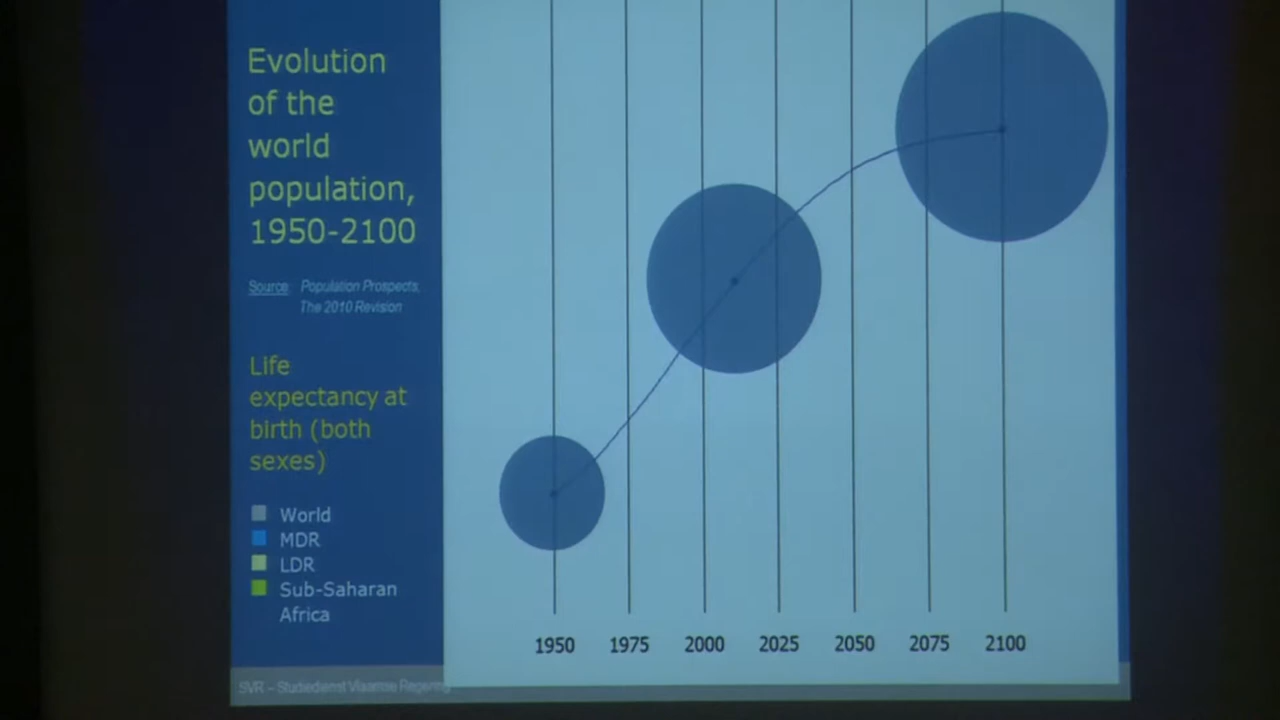 Evolution
of the
world
population,
1950-2100
Source: Population Prospects,
The 2010 Revision
Life
expectancy at
birth (both
sexes)
World
MDR
LDR
Sub-Saharan
Africa
1950 1975 2000 2025 2050 2075 2100
SVR – Studiedienst Vlaamse Regering